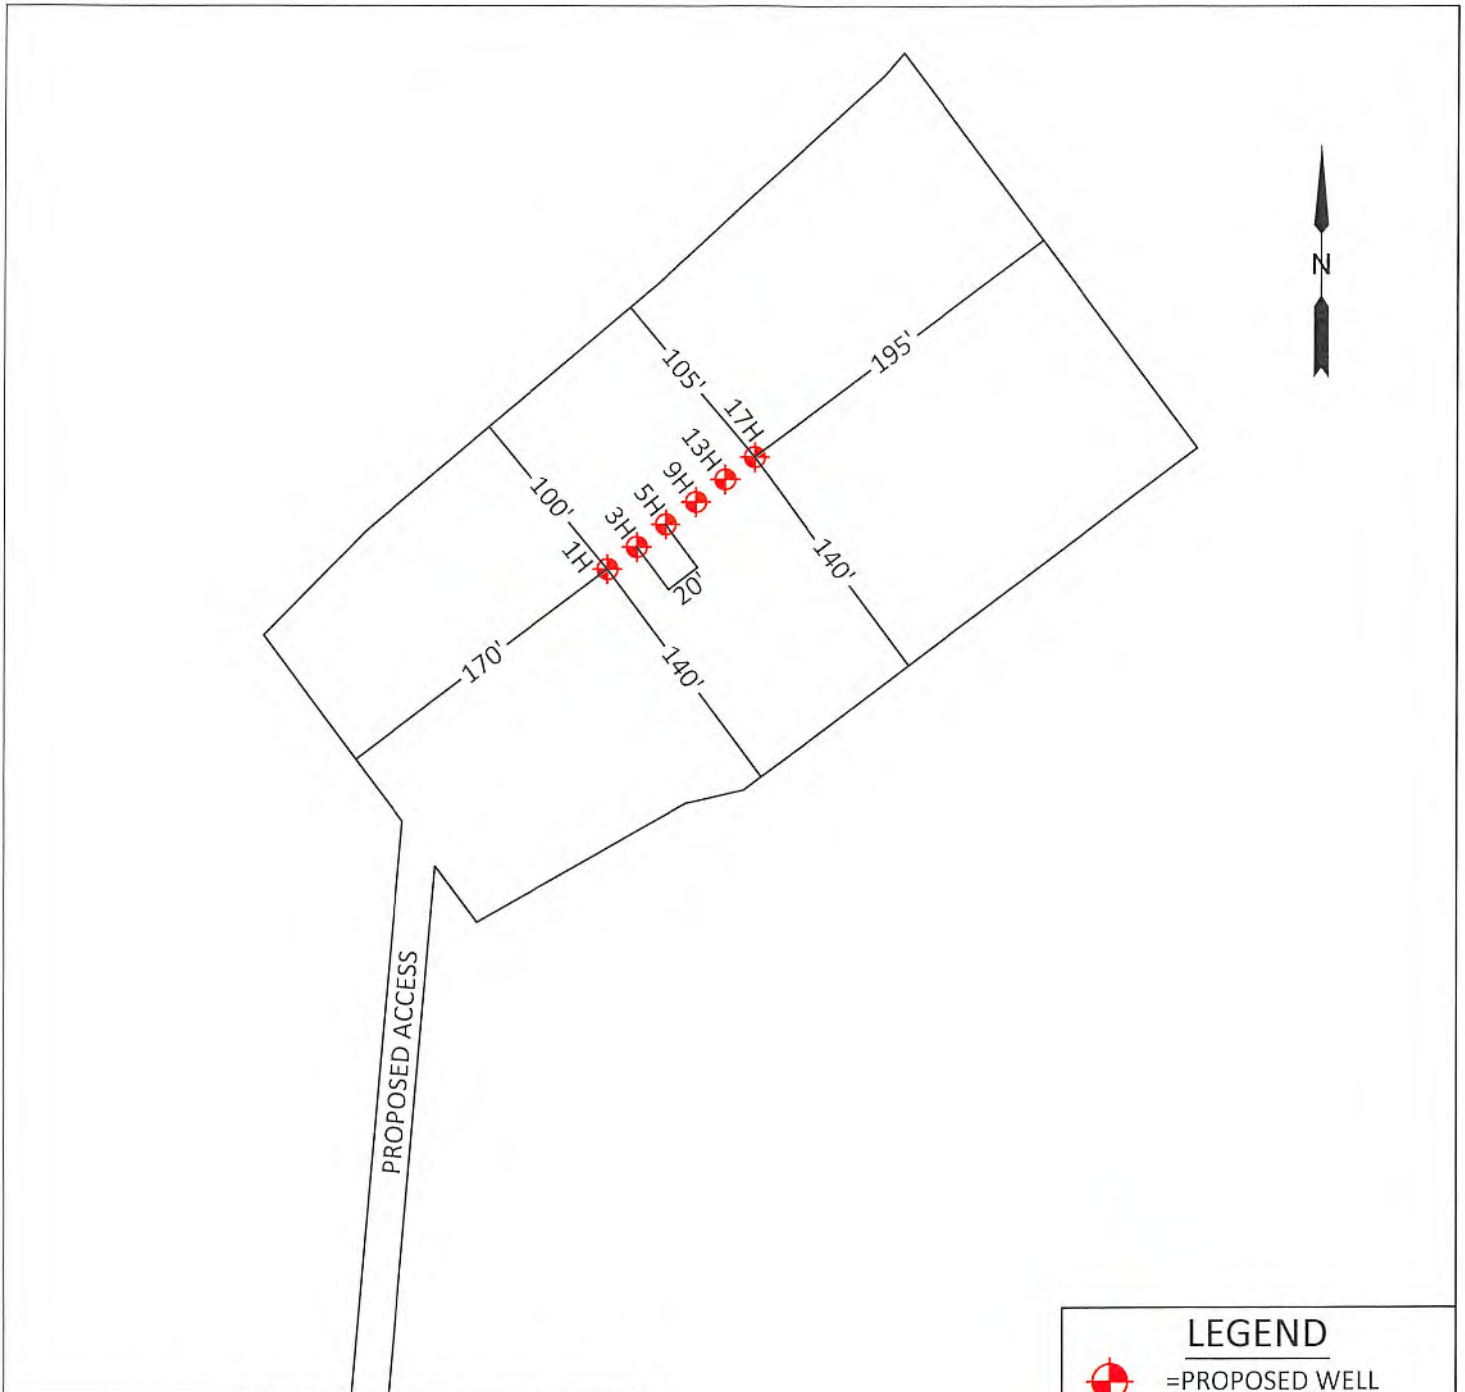 N
195'
105'
17H
13H
9H
5H
3H
1H
100'
20'
140'
140'
170'
PROPOSED ACCESS
LEGEND
=PROPOSED WELL